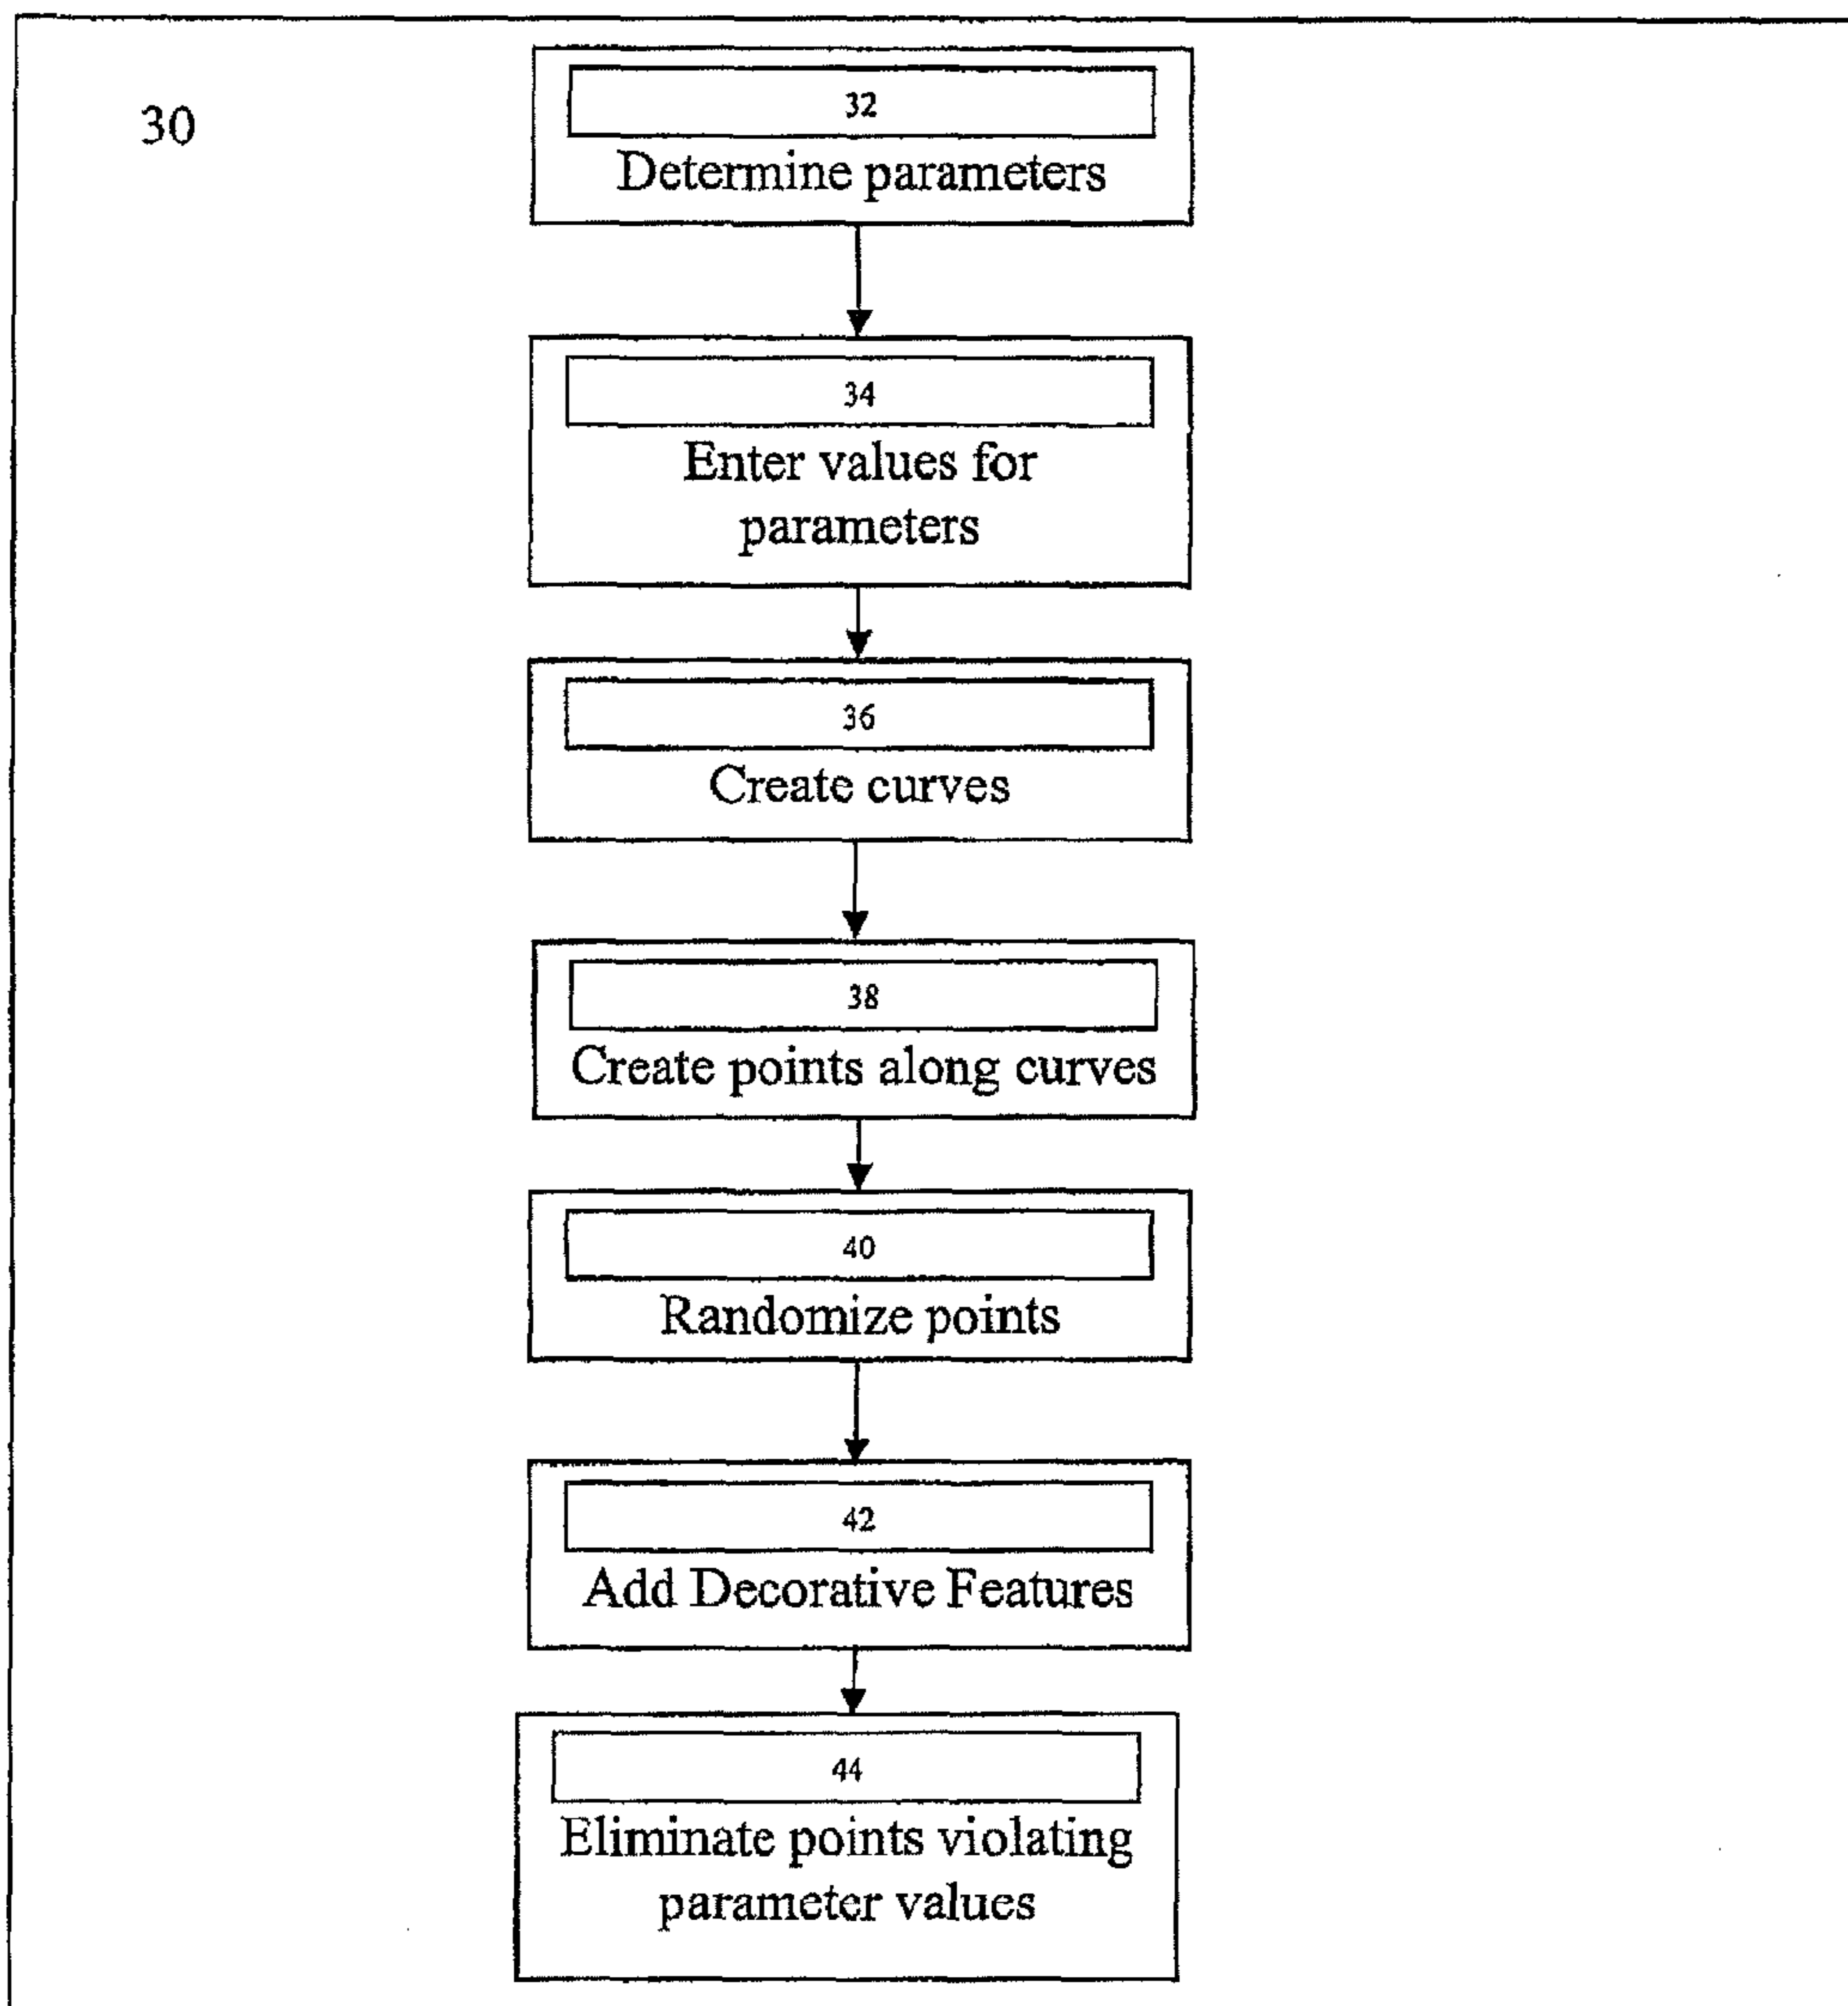 30
32
Determine parameters
34
Enter values for
parameters
36
Create curves
38
Create points along curves
40
Randomize points
42
Add Decorative Features
44
Eliminate points violating
parameter values